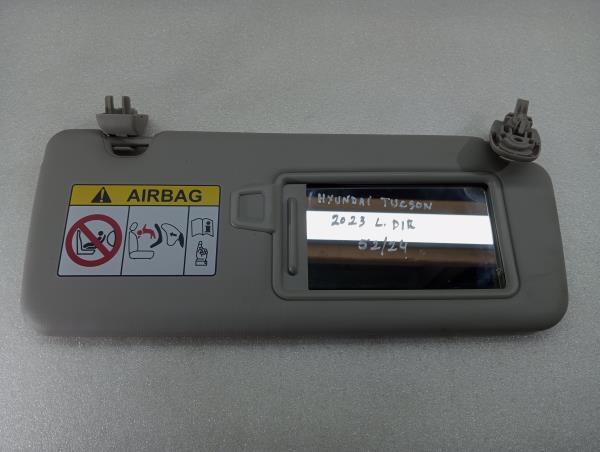 AIRBAG
HYUNDAI TUCSON
2023 L. DIR
52/24